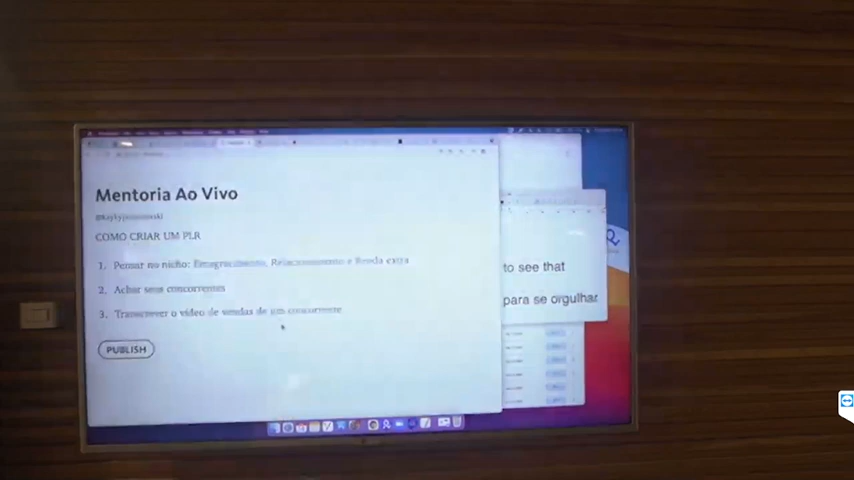 Mentoria Ao Vivo
COMO CRIAR UM PLR
1. Pensar no nicho: Emagrecimento, Relacionamento e Renda extra
2. Achar seus concorrentes
3. Transcrever o vídeo de vendas de um concorrente
PUBLISH
to see that
para se orgulhar